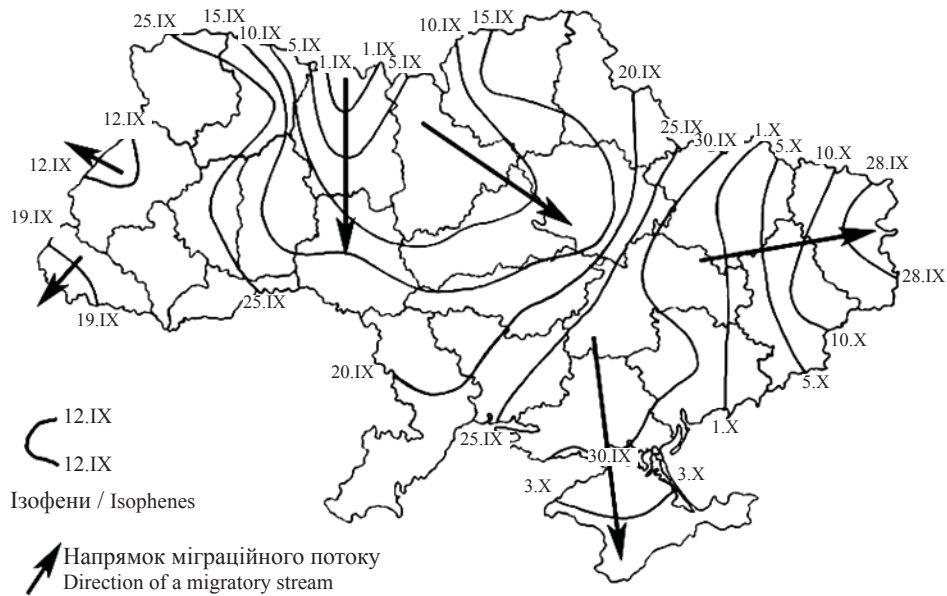 25.IX
15.IX
10.IX
5.IX
1.IX
1.IX
5.IX
10.IX
15.IX
20.IX
25.IX
30.IX
1.X
5.X
10.X
28.IX
12.IX
12.IX
19.IX
19.IX
25.IX
28.IX
10.X
5.X
20.IX
1.X
25.IX
30.IX
3.X
3.X
12.IX
12.IX
Ізофени / Isophenes
Напрямок міграційного потоку
Direction of a migratory stream